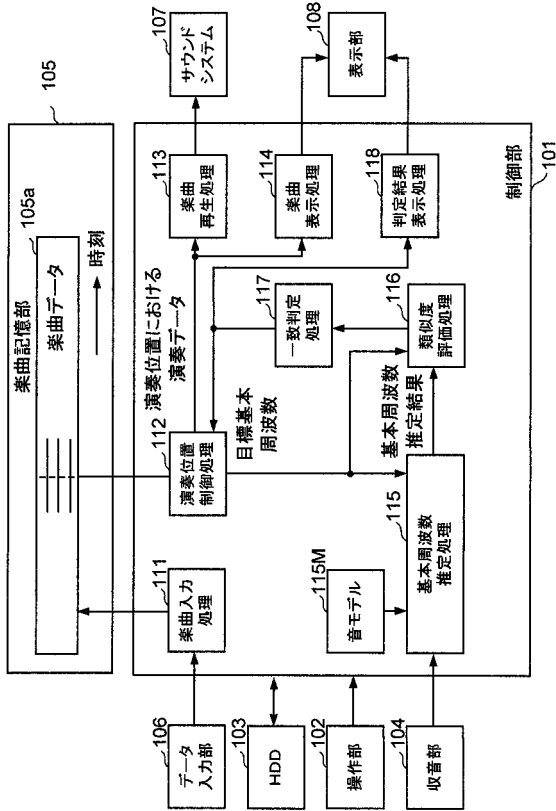 105
楽曲記憶部
105a
楽曲データ
時刻
106
データ
入力部
103
HDD
102
操作部
104
収音部
111
楽曲入力
処理
112
演奏位置
制御処理
演奏位置における
演奏データ
目標基本
周波数
115M
音モデル
115
基本周波数
推定処理
基本周波数
推定結果
113
楽曲
再生処理
114
楽曲
表示処理
117
一致判定
処理
116
類似度
評価処理
118
判定結果
表示処理
制御部
101
107
サウンド
システム
108
表示部